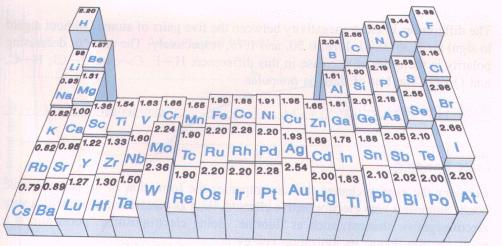 2.20 3.98
H F
.98 1.57 2.04 2.55 3.04 3.44
Li Be B C N O
0.93 1.31 1.61 1.90 2.19 2.58 3.16
Na Mg Al Si P S Cl
0.82 1.00 1.36 1.54 1.63 1.66 1.55 1.90 1.88 1.91 1.95 1.65 1.81 2.01 2.18 2.55 2.96
K Ca Sc Ti V Cr Mn Fe Co Ni Cu Zn Ga Ge As Se Br
0.82 0.95 1.22 1.33 1.60 2.24 1.90 2.20 2.28 2.20 1.93 1.69 1.78 1.88 2.05 2.10 2.66
Rb Sr Y Zr Nb Mo Tc Ru Rh Pd Ag Cd In Sn Sb Te I
0.79 0.89 1.27 1.30 1.50 2.36 1.90 2.20 2.20 2.28 2.54 2.00 1.83 2.10 2.02 2.00 2.20
Cs Ba Lu Hf Ta W Re Os Ir Pt Au Hg Tl Pb Bi Po At